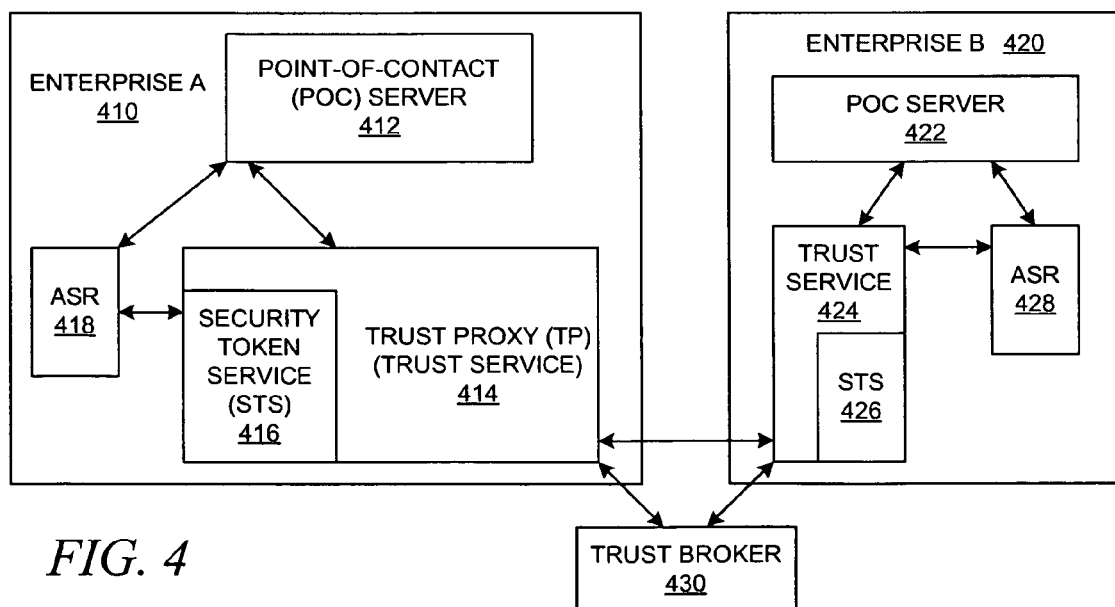 ENTERPRISE A
410
POINT-OF-CONTACT
(POC) SERVER
412
ASR
418
SECURITY
TOKEN
SERVICE
(STS)
416
TRUST PROXY (TP)
(TRUST SERVICE)
414
ENTERPRISE B 420
POC SERVER
422
TRUST
SERVICE
424
STS
426
ASR
428
TRUST BROKER
430
FIG. 4